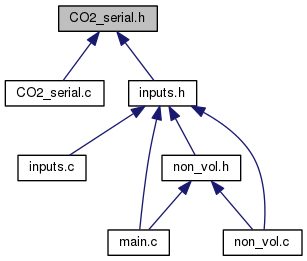 CO2_serial.h
CO2_serial.c
inputs.h
inputs.c
non_vol.h
main.c
non_vol.c